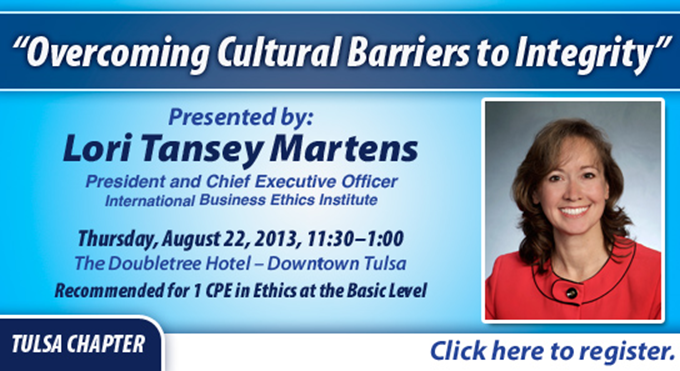 “Overcoming Cultural Barriers to Integrity”
Presented by:
Lori Tansey Martens
President and Chief Executive Officer
International Business Ethics Institute
Thursday, August 22, 2013, 11:30–1:00
The Doubletree Hotel – Downtown Tulsa
Recommended for 1 CPE in Ethics at the Basic Level
TULSA CHAPTER
Click here to register.